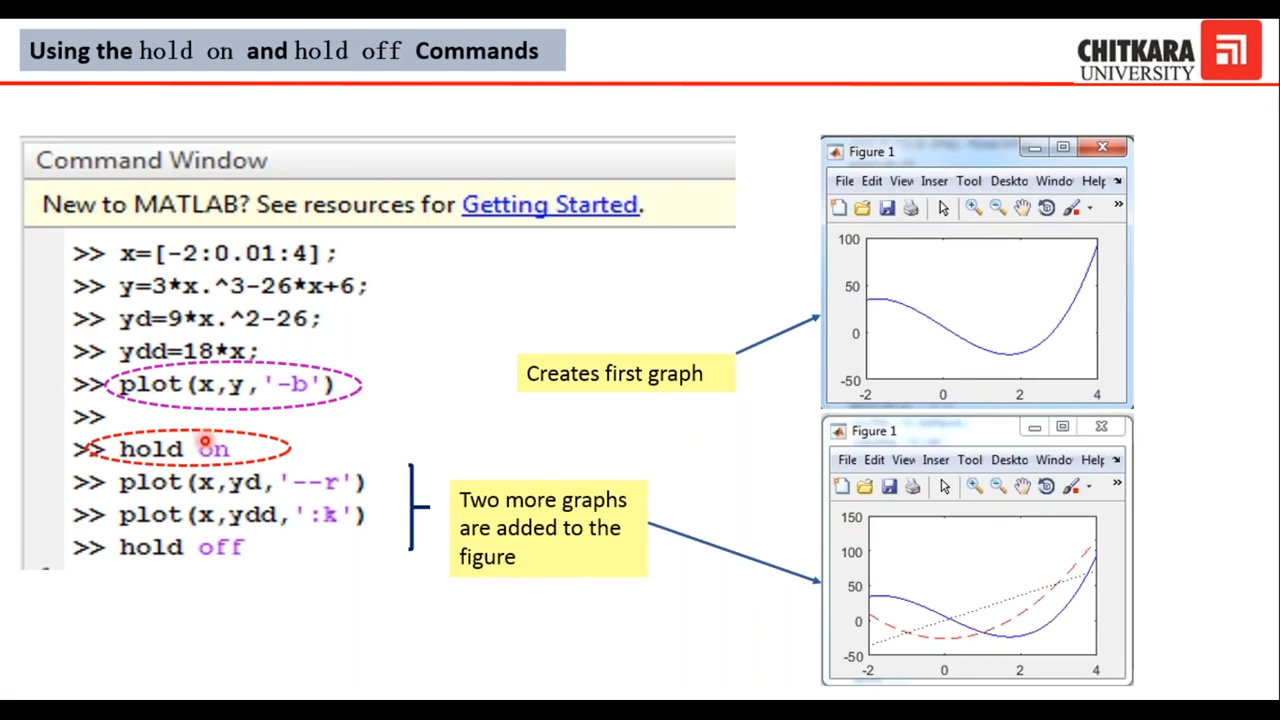 Using the hold on and hold off Commands
CHITKARA
UNIVERSITY
Command Window
New to MATLAB? See resources for Getting Started.
>> x=[-2:0.01:4];
>> y=3*x.^3-26*x+6;
>> yd=9*x.^2-26;
>> ydd=18*x;
>> plot(x,y,'-b')
>>
>> hold on
>> plot(x,yd,'--r')
>> plot(x,ydd,':k')
>> hold off
Creates first graph
Two more graphs
are added to the
figure
Figure 1
File Edit View Inser Tool Deskto Windo Help
100
50
0
-50
-2 0 2 4
Figure 1
File Edit View Inser Tool Deskto Windo Help
150
100
50
0
-50
-2 0 2 4